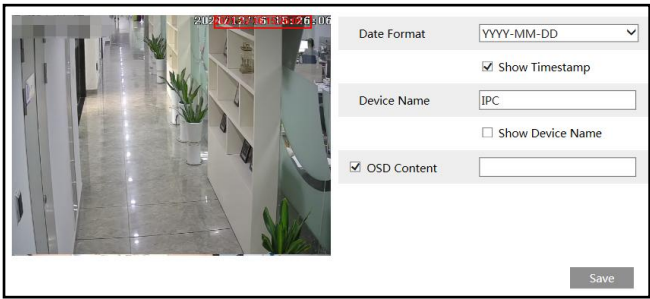 Date Format
YYYY-MM-DD
Show Timestamp
Device Name
IPC
Show Device Name
OSD Content
Save